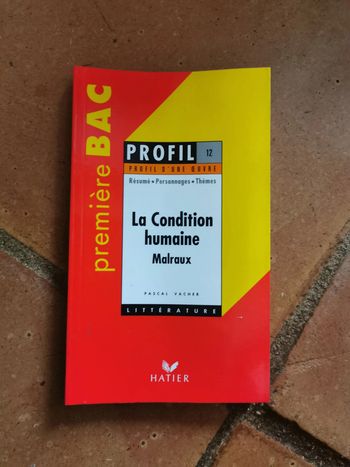 première BAC
PROFIL 12
PROFIL D'UNE ŒUVRE
Résumé • Personnages • Thèmes
La Condition
humaine
Malraux
PASCAL VACHER
LITTÉRATURE
HATIER